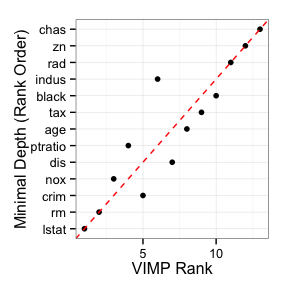 Minimal Depth (Rank Order)
chas
zn
rad
indus
black
tax
age
ptratio
dis
nox
crim
rm
lstat
5 10
VIMP Rank